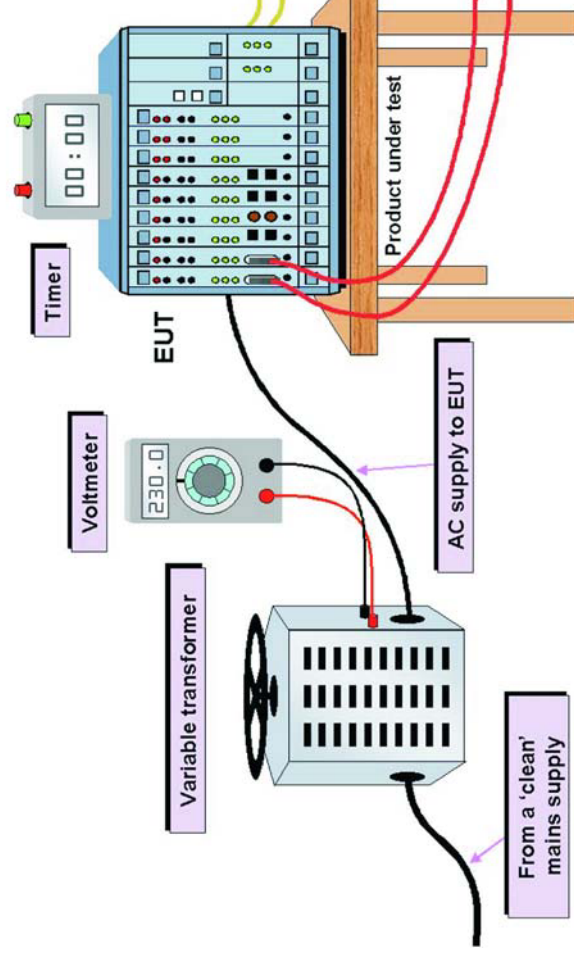 Timer
00:00
EUT
Product under test
Voltmeter
230.0
Variable transformer
AC supply to EUT
From a ‘clean’
mains supply